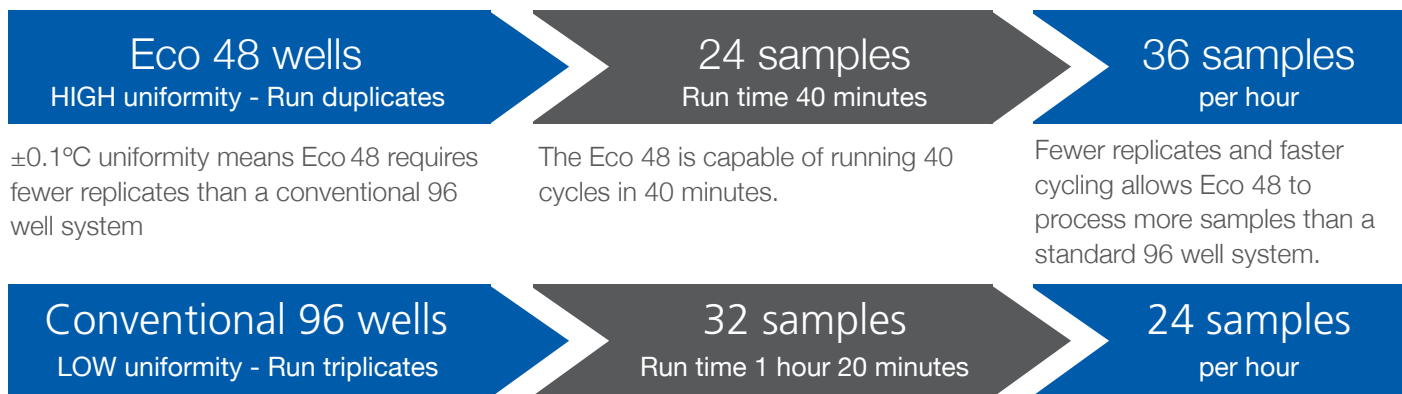 Eco 48 wells
HIGH uniformity - Run duplicates
24 samples
Run time 40 minutes
36 samples
per hour
±0.1ºC uniformity means Eco 48 requires
fewer replicates than a conventional 96
well system
The Eco 48 is capable of running 40
cycles in 40 minutes.
Fewer replicates and faster
cycling allows Eco 48 to
process more samples than a
standard 96 well system.
Conventional 96 wells
LOW uniformity - Run triplicates
32 samples
Run time 1 hour 20 minutes
24 samples
per hour